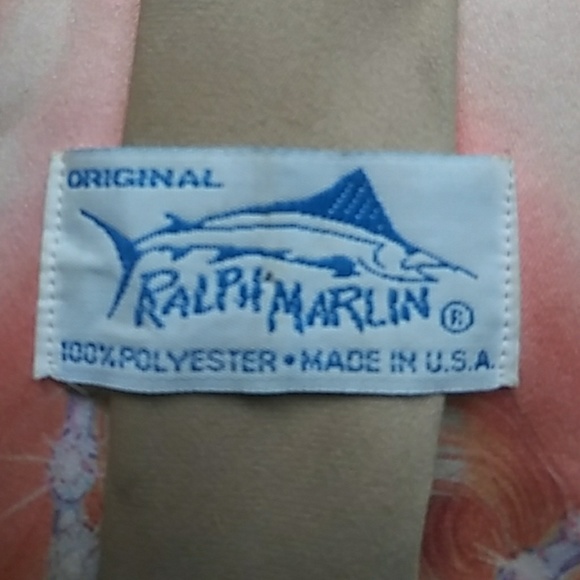 ORIGINAL
RALPH MARLIN ®
100% POLYESTER • MADE IN U.S.A.